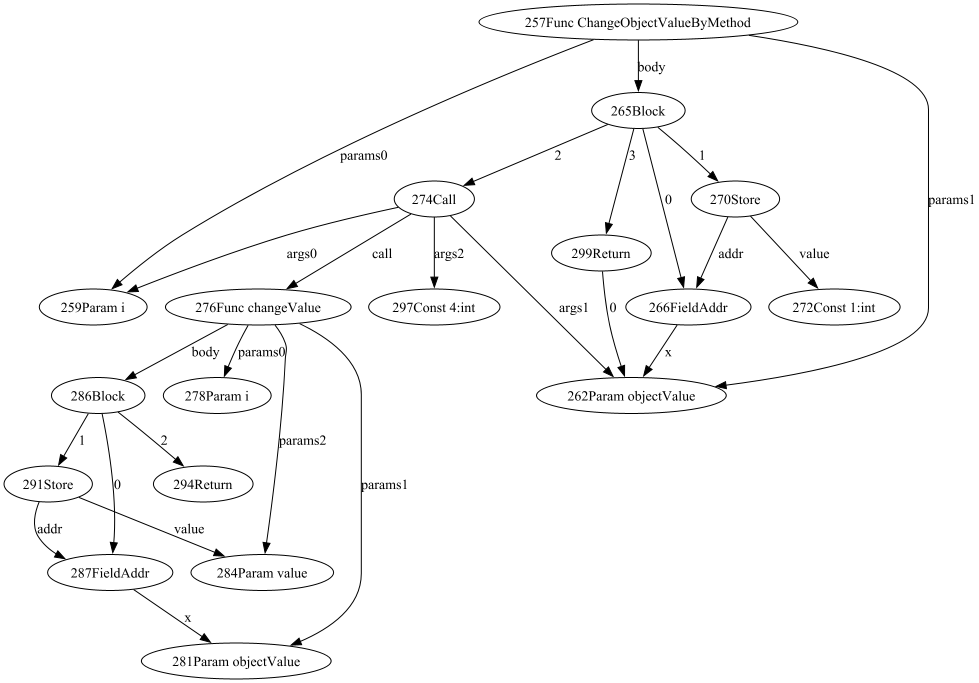 257Func ChangeObjectValueByMethod
body
265Block
params0
2
3
0
1
params1
274Call
270Store
args0
call
args2
299Return
addr
value
259Param i
276Func changeValue
297Const 4:int
args1
0
266FieldAddr
272Const 1:int
body
params0
x
286Block
278Param i
262Param objectValue
1
0
2
params2
291Store
294Return
params1
addr
value
287FieldAddr
284Param value
x
281Param objectValue